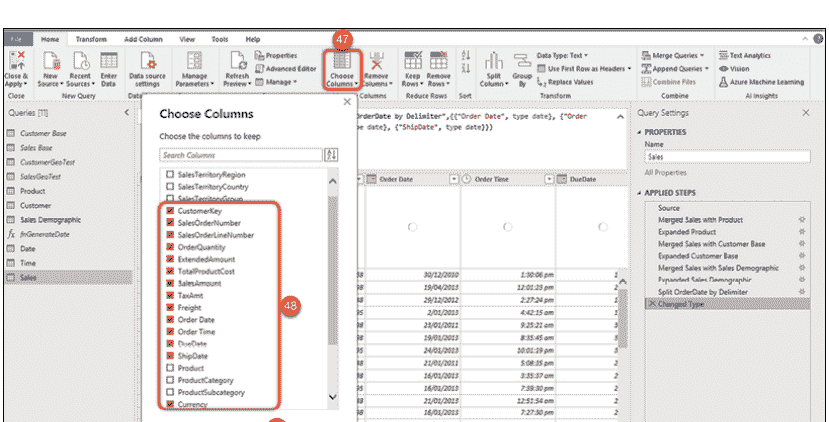 File Home Transform Add Column View Tools Help
47
Close & Apply New Source Recent Sources Enter Data
Data source settings
Manage Parameters
Refresh Preview
Properties
Advanced Editor
Manage
Choose Columns
Remove Columns
Keep Rows
Remove Rows
Split Column
Group By
Data Type: Text
Use First Row as Headers
Replace Values
Merge Queries
Append Queries
Combine Files
Text Analytics
Vision
Azure Machine Learning
Close New Query Data Columns Reduce Rows Sort Transform Combine AI Insights
Queries [11]
Customer Base
Sales Base
CustomerGeoTest
SalesGeoTest
Product
Customer
Sales Demographic
fx fnGenerateDate
Date
Time
Sales
Choose Columns
Choose the columns to keep
Search Columns
SalesTerritoryRegion
SalesTerritoryCountry
SalesTerritoryGroup
CustomerKey
SalesOrderNumber
SalesOrderLineNumber
OrderQuantity
ExtendedAmount
TotalProductCost
SalesAmount
TaxAmt
Freight
Order Date
Order Time
DueDate
ShipDate
Product
ProductCategory
ProductSubcategory
Currency
48
OrderDate by Delimiter",{{"Order Date", type date}, {"Order
pe date}, {"ShipDate", type date}})
Order Date Order Time DueDate
30/12/2010 1:30:06 pm
19/04/2013 12:01:23 pm
29/12/2012 2:27:24 pm
2/01/2013 4:42:15 am
23/01/2011 9:25:21 am
19/01/2013 8:35:45 am
24/01/2013 10:01:19 pm
21/01/2011 5:08:35 pm
16/01/2013 3:35:37 am
16/01/2013 7:39:30 pm
21/01/2013 12:51:54 am
16/01/2013 7:27:50 pm
Query Settings
PROPERTIES
Name
Sales
All Properties
APPLIED STEPS
Source
Merged Sales with Product
Expanded Product
Merged Sales with Customer Base
Expanded Customer Base
Merged Sales with Sales Demographic
Expanded Sales Demographic
Split OrderDate by Delimiter
Changed Type